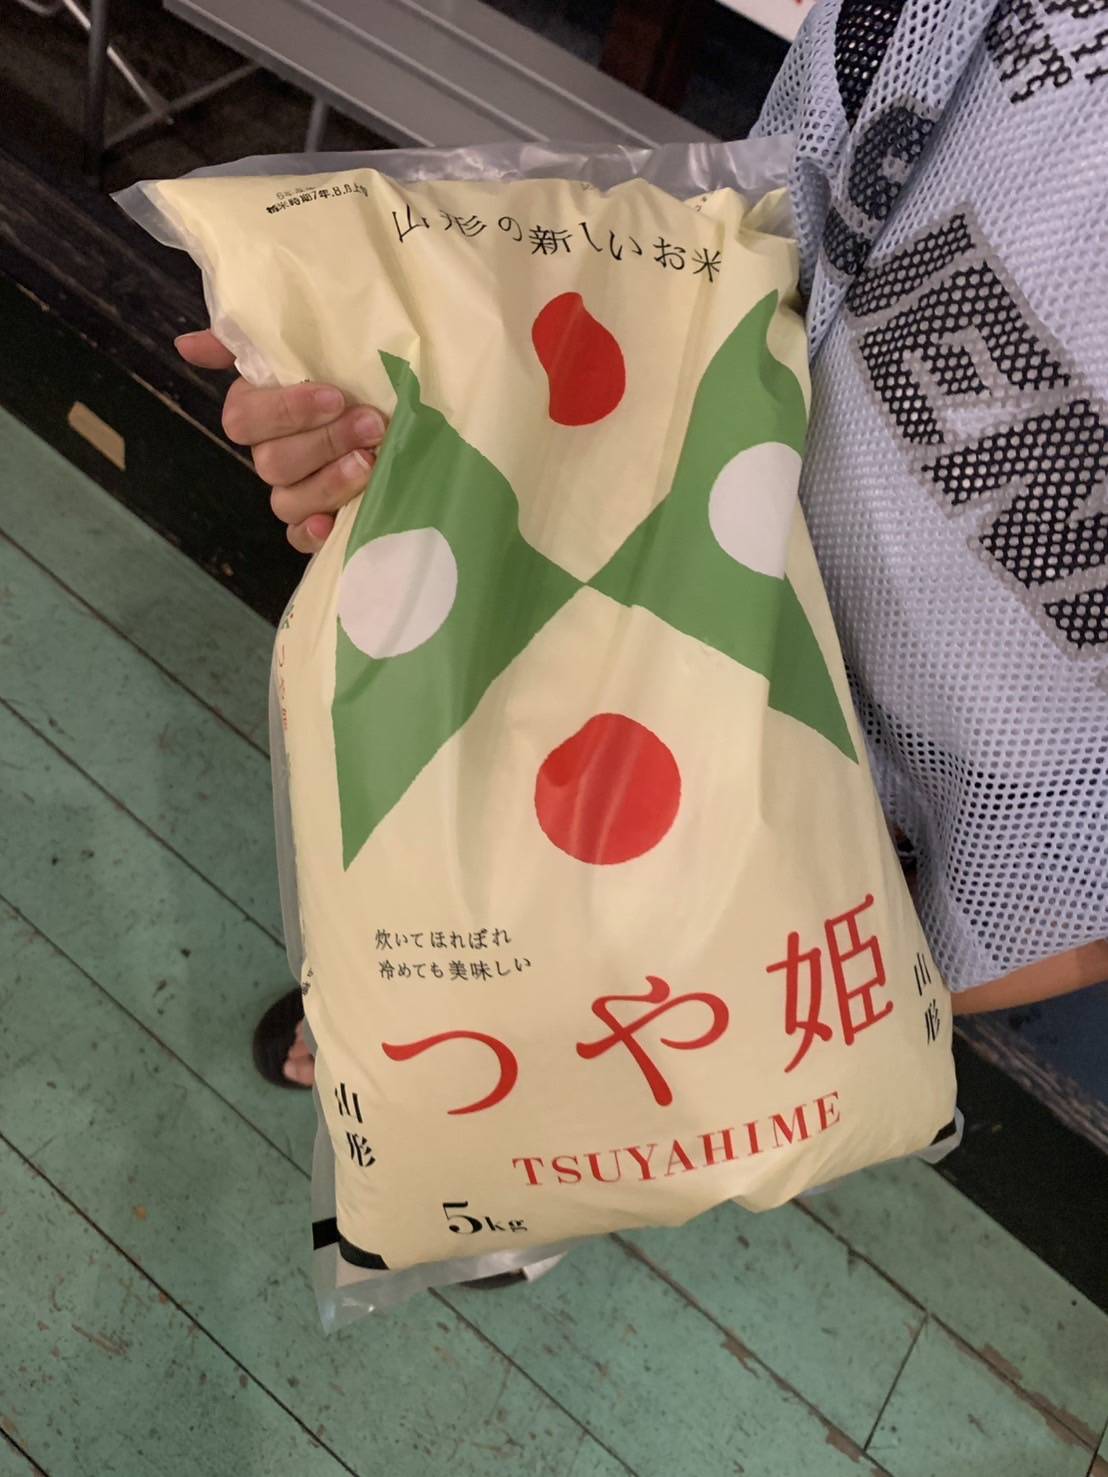 精米時期7年.8.月上旬
山形の新しいお米
炊いてほれぼれ
冷めても美味しい
つや姫
山形
山形
TSUYAHIME
5kg